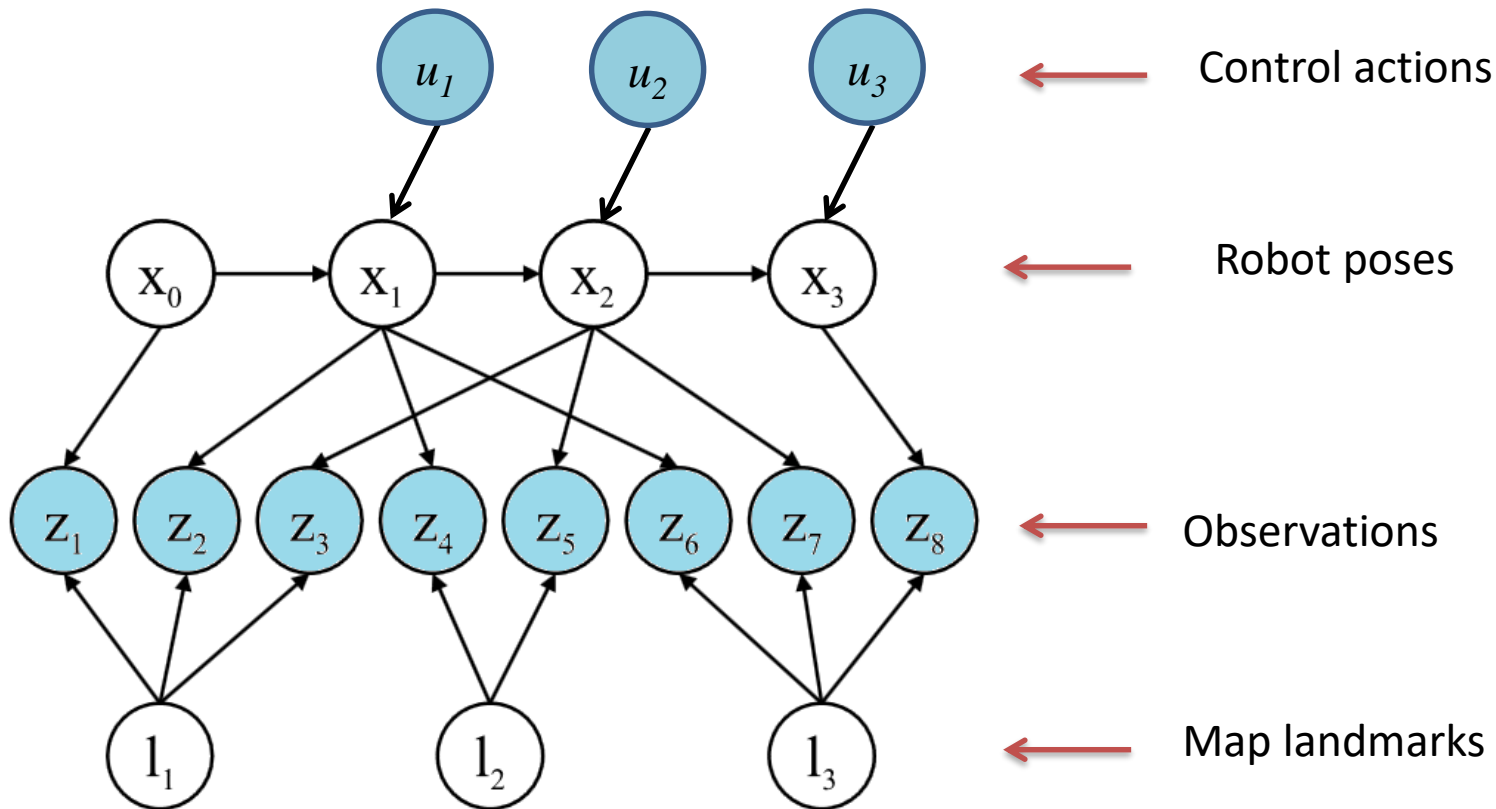 u₁ u₂ u₃ Control actions
x₀ x₁ x₂ x₃ Robot poses
z₁ z₂ z₃ z₄ z₅ z₆ z₇ z₈ Observations
l₁ l₂ l₃ Map landmarks